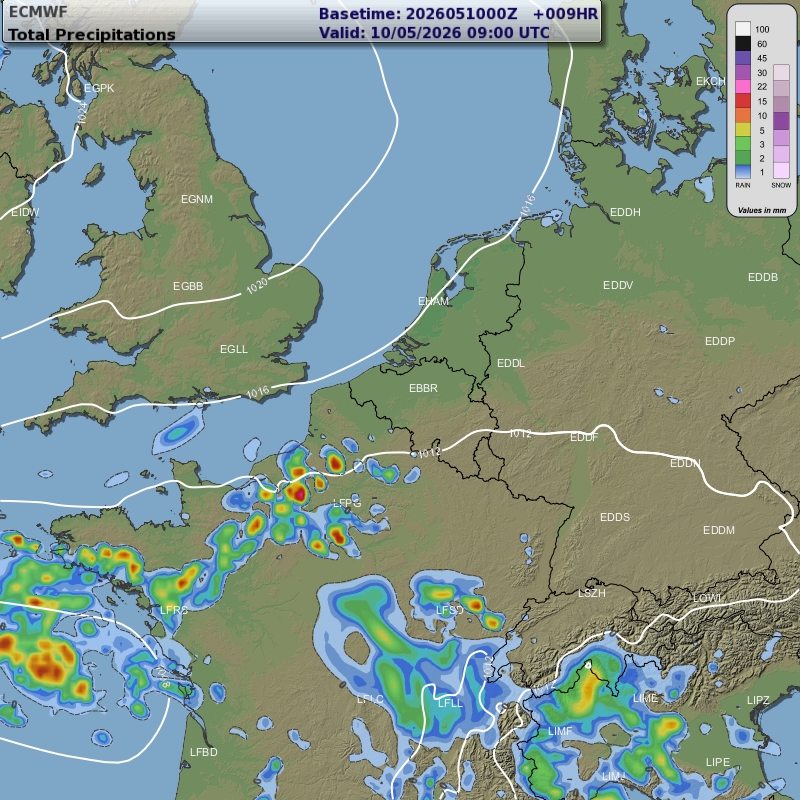 ECMWF
Basetime: 2026051000Z +009HR
Total Precipitations
Valid: 10/05/2026 09:00 UTC
100
60
45
30
22
15
10
5
3
2
1
RAIN
SNOW
Values in mm
EGPK
EKCH
1024
EGNM
EIDW
1016
EDDH
EGBB
1020
EDDV
EDDB
EHAM
EGLL
EDDP
EDDL
EBBR
1016
1012
EDDF
1012
EDDN
LFPG
EDDS
EDDM
LFRS
LFSD
LSZH
LOWI
LFLC
LFLL
LIME
LIPZ
LIMF
LFBD
LIPE
LIMJ